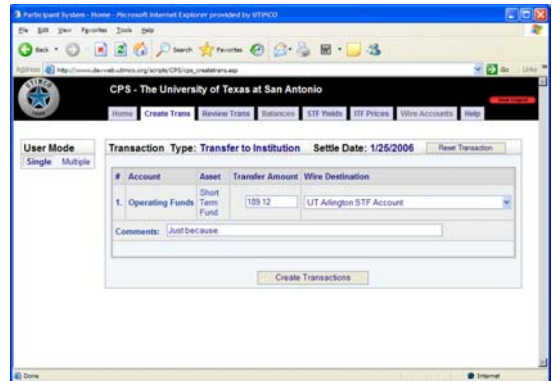 Participant System - Home - Microsoft Internet Explorer provided by UTIMCO
File Edit View Favorites Tools Help
Back Search Favorites
Address Go Links
CPS - The University of Texas at San Antonio
Home Create Trans Review Trans Balances STF Yields ITF Prices Wire Accounts Help
User Mode
Single Multiple
Transaction Type: Transfer to Institution Settle Date: 1/25/2006 Reset Transaction
# Account Asset Transfer Amount Wire Destination
1. Operating Funds Short Term Fund 189.12 UT Arlington STF Account
Comments: Just because
Create Transactions
Done Internet